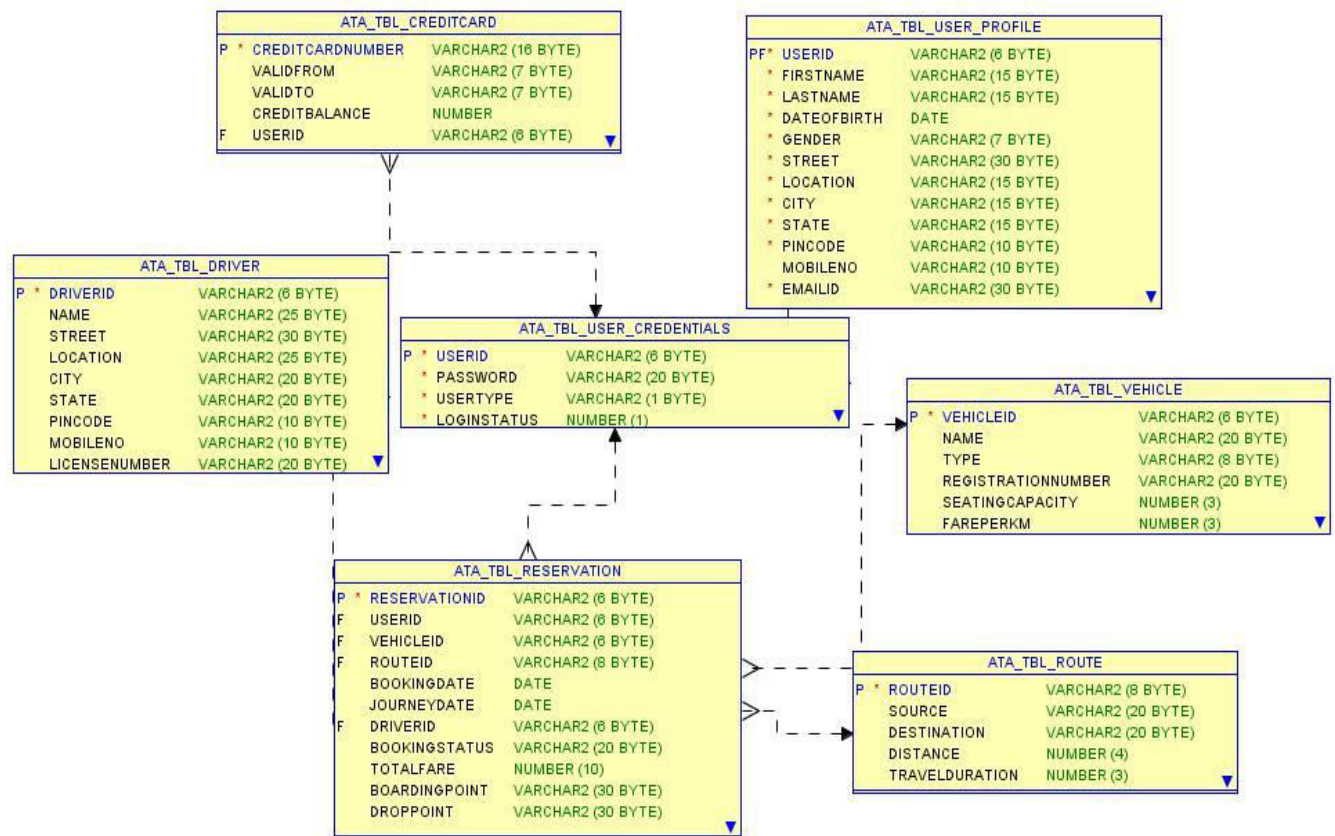 ATA_TBL_CREDITCARD
P * CREDITCARDNUMBER VARCHAR2 (16 BYTE)
VALIDFROM VARCHAR2 (7 BYTE)
VALIDTO VARCHAR2 (7 BYTE)
CREDITBALANCE NUMBER
F USERID VARCHAR2 (6 BYTE)
ATA_TBL_USER_PROFILE
PF* USERID VARCHAR2 (6 BYTE)
* FIRSTNAME VARCHAR2 (15 BYTE)
* LASTNAME VARCHAR2 (15 BYTE)
* DATEOFBIRTH DATE
* GENDER VARCHAR2 (7 BYTE)
* STREET VARCHAR2 (30 BYTE)
* LOCATION VARCHAR2 (15 BYTE)
* CITY VARCHAR2 (15 BYTE)
* STATE VARCHAR2 (15 BYTE)
* PINCODE VARCHAR2 (10 BYTE)
MOBILENO VARCHAR2 (10 BYTE)
* EMAILID VARCHAR2 (30 BYTE)
ATA_TBL_DRIVER
P * DRIVERID VARCHAR2 (6 BYTE)
NAME VARCHAR2 (25 BYTE)
STREET VARCHAR2 (30 BYTE)
LOCATION VARCHAR2 (25 BYTE)
CITY VARCHAR2 (20 BYTE)
STATE VARCHAR2 (20 BYTE)
PINCODE VARCHAR2 (10 BYTE)
MOBILENO VARCHAR2 (10 BYTE)
LICENSENUMBER VARCHAR2 (20 BYTE)
ATA_TBL_USER_CREDENTIALS
P * USERID VARCHAR2 (6 BYTE)
* PASSWORD VARCHAR2 (20 BYTE)
* USERTYPE VARCHAR2 (1 BYTE)
* LOGINSTATUS NUMBER (1)
ATA_TBL_VEHICLE
P * VEHICLEID VARCHAR2 (6 BYTE)
NAME VARCHAR2 (20 BYTE)
TYPE VARCHAR2 (8 BYTE)
REGISTRATIONNUMBER VARCHAR2 (20 BYTE)
SEATINGCAPACITY NUMBER (3)
FAREPERKM NUMBER (3)
ATA_TBL_RESERVATION
P * RESERVATIONID VARCHAR2 (6 BYTE)
F USERID VARCHAR2 (6 BYTE)
F VEHICLEID VARCHAR2 (6 BYTE)
F ROUTEID VARCHAR2 (8 BYTE)
BOOKINGDATE DATE
JOURNEYDATE DATE
F DRIVERID VARCHAR2 (6 BYTE)
BOOKINGSTATUS VARCHAR2 (20 BYTE)
TOTALFARE NUMBER (10)
BOARDINGPOINT VARCHAR2 (30 BYTE)
DROPPOINT VARCHAR2 (30 BYTE)
ATA_TBL_ROUTE
P * ROUTEID VARCHAR2 (8 BYTE)
SOURCE VARCHAR2 (20 BYTE)
DESTINATION VARCHAR2 (20 BYTE)
DISTANCE NUMBER (4)
TRAVELDURATION NUMBER (3)